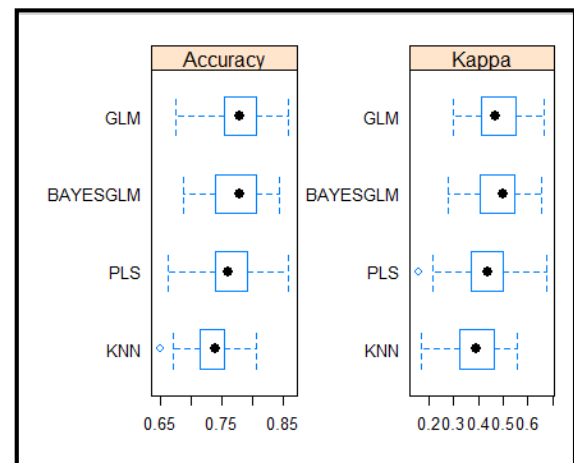 Accuracy
GLM
BAYESGLM
PLS
KNN
0.65 0.75 0.85
Kappa
GLM
BAYESGLM
PLS
KNN
0.20.30.40.50.6